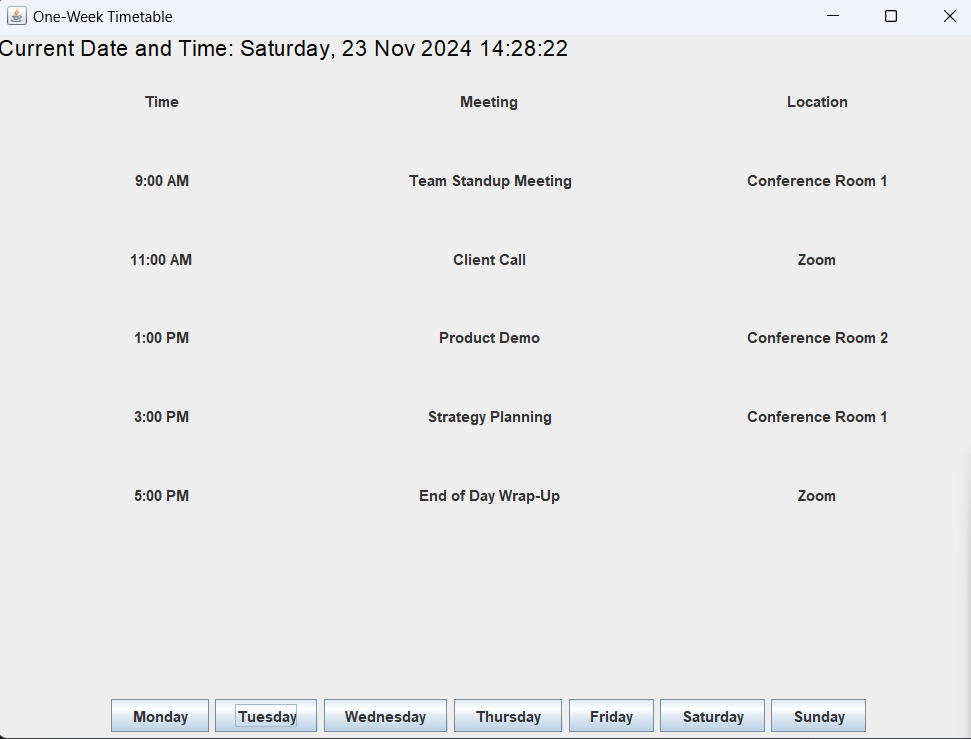 One-Week Timetable
Current Date and Time: Saturday, 23 Nov 2024 14:28:22
Time Meeting Location
9:00 AM Team Standup Meeting Conference Room 1
11:00 AM Client Call Zoom
1:00 PM Product Demo Conference Room 2
3:00 PM Strategy Planning Conference Room 1
5:00 PM End of Day Wrap-Up Zoom
Monday Tuesday Wednesday Thursday Friday Saturday Sunday